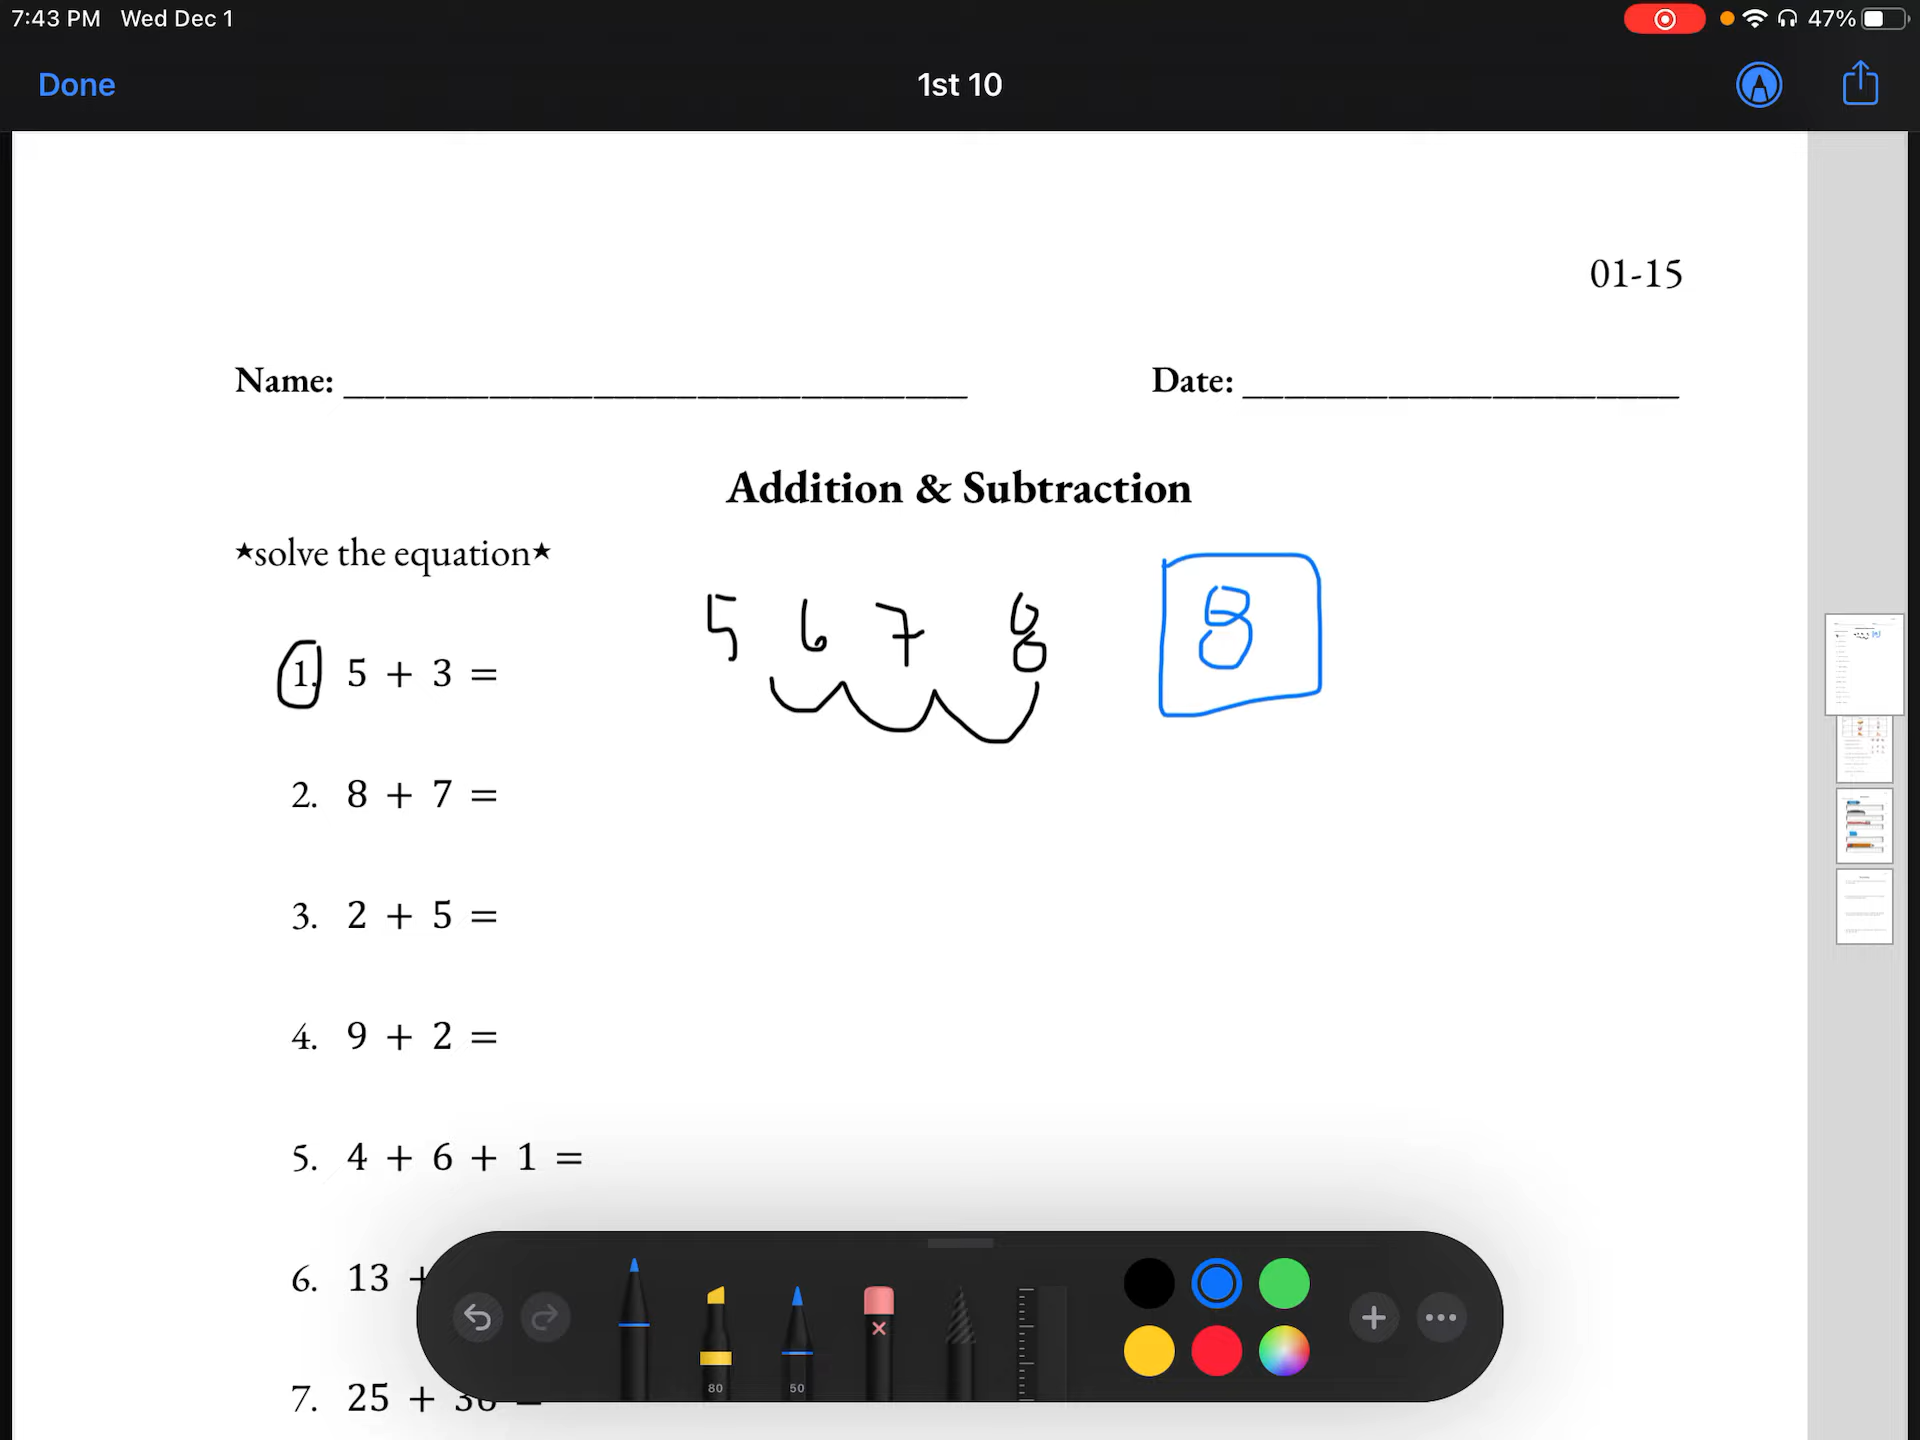 7:43 PM Wed Dec 1
47%
Done
1st 10
01-15
Name: ______________________________ Date: _____________________
Addition & Subtraction
★solve the equation★
5 6 7 8 8
1. 5 + 3 =
2. 8 + 7 =
3. 2 + 5 =
4. 9 + 2 =
5. 4 + 6 + 1 =
6. 13 +
7. 25 +
80 50